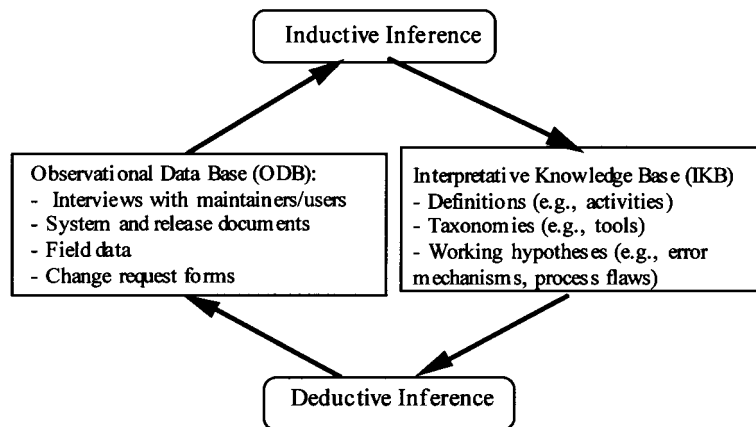 Inductive Inference
Observational Data Base (ODB):
- Interviews with maintainers/users
- System and release documents
- Field data
- Change request forms
Interpretative Knowledge Base (IKB)
- Definitions (e.g., activities)
- Taxonomies (e.g., tools)
- Working hypotheses (e.g., error
mechanisms, process flaws)
Deductive Inference